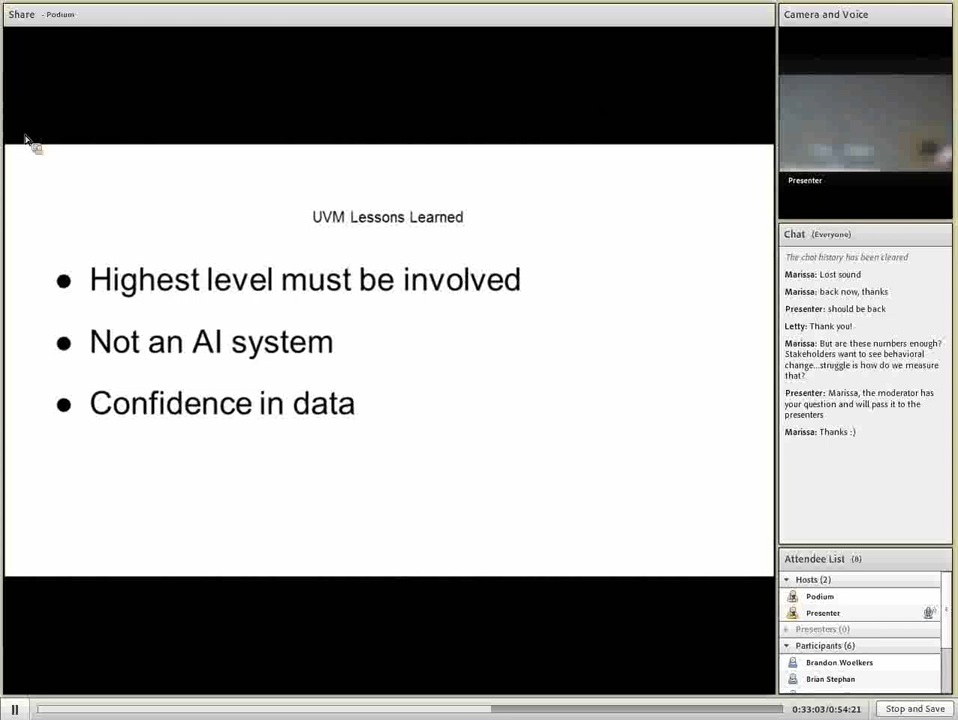 Share - Podium
UVM Lessons Learned
● Highest level must be involved
● Not an AI system
● Confidence in data
Camera and Voice
Presenter
Chat (Everyone)
The chat history has been cleared
Marissa: Lost sound
Marissa: back now, thanks
Presenter: should be back
Letty: Thank you!
Marissa: But are these numbers enough?
Stakeholders want to see behavioral
change...struggle is how do we measure
that?
Presenter: Marissa, the moderator has
your question and will pass it to the
presenters
Marissa: Thanks :)
Attendee List (8)
Hosts (2)
Podium
Presenter
Presenters (0)
Participants (6)
Brandon Woelkers
Brian Stephan
0:33:03/0:54:21
Stop and Save